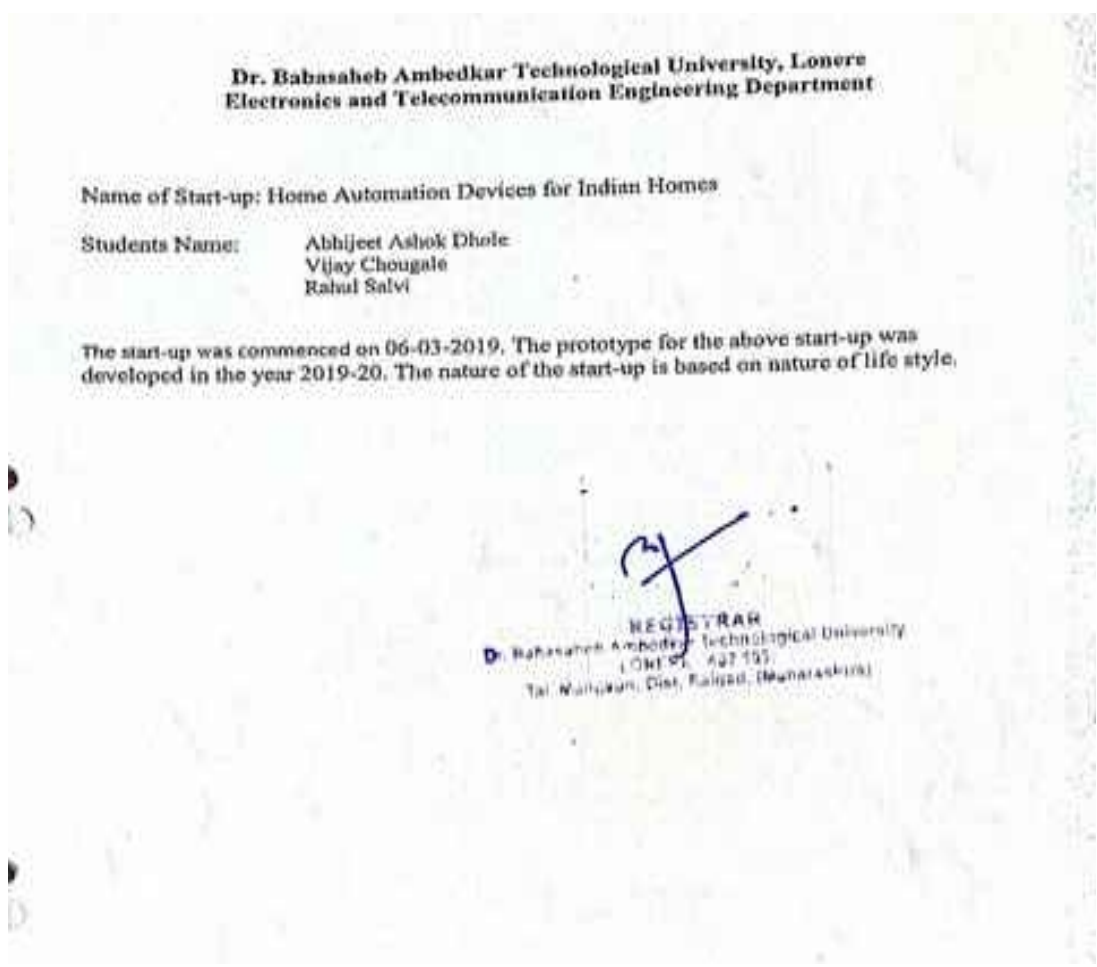 Dr. Babasaheb Ambedkar Technological University, Lonere
Electronics and Telecommunication Engineering Department
Name of Start-up: Home Automation Devices for Indian Homes
Students Name: Abhijeet Ashok Dhole
Vijay Chougale
Rahul Salvi
The start-up was commenced on 06-03-2019. The prototype for the above start-up was
developed in the year 2019-20. The nature of the start-up is based on nature of life style.
REGISTRAR
Dr. Babasaheb Ambedkar Technological University
Tal. Mangaon, Dist. Raigad, (Maharashtra)